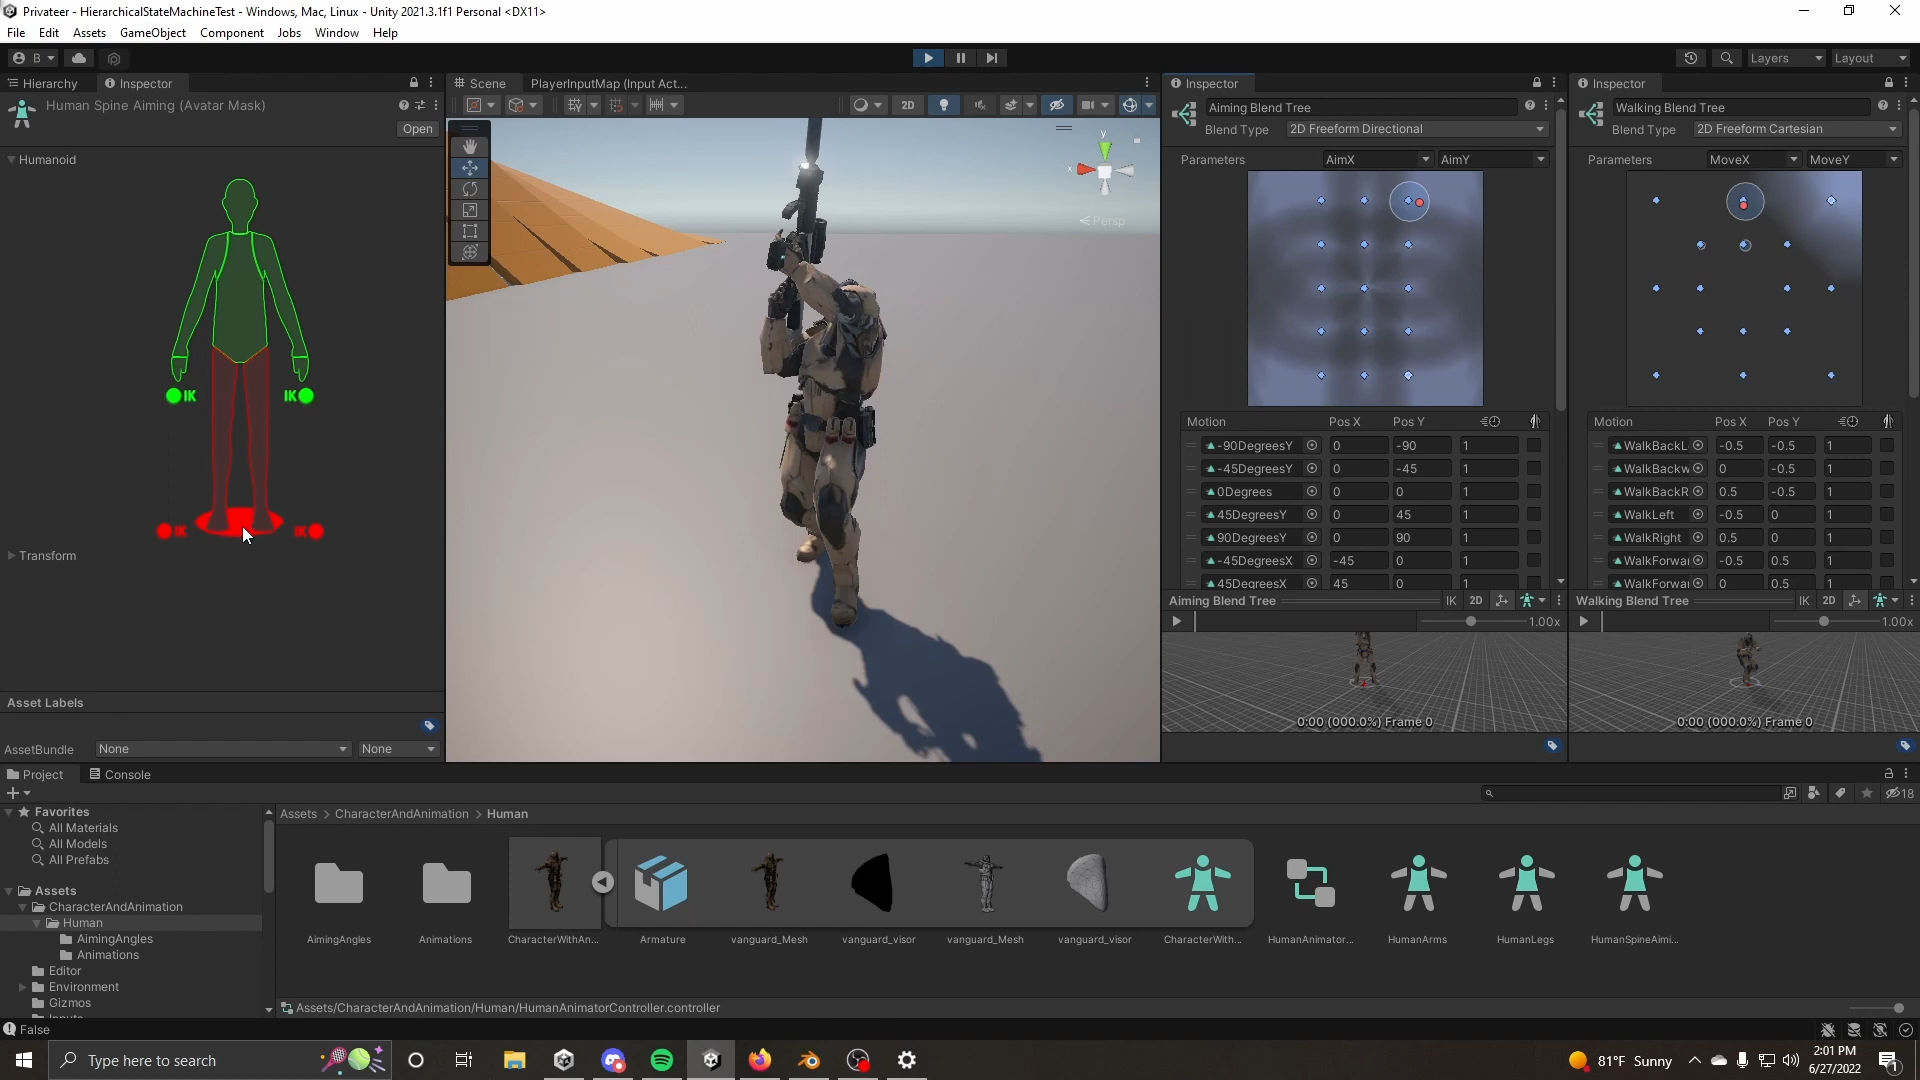 Privateer - HierarchicalStateMachineTest - Windows, Mac, Linux - Unity 2021.3.1f1 Personal <DX11>
File Edit Assets GameObject Component Jobs Window Help
B
Layers Layout
Hierarchy Inspector
Human Spine Aiming (Avatar Mask)
Open
Humanoid
IK IK
IK IK
Transform
Asset Labels
AssetBundle None None
Scene PlayerInputMap (Input Act...
2D
y
x
Persp
Inspector
Aiming Blend Tree
Blend Type 2D Freeform Directional
Parameters AimX AimY
Motion Pos X Pos Y
-90DegreesY 0 -90 1
-45DegreesY 0 -45 1
0Degrees 0 0 1
45DegreesY 0 45 1
90DegreesY 0 90 1
-45DegreesX -45 0 1
45DegreesX 45 0
Aiming Blend Tree IK 2D
1.00x
0:00 (000.0%) Frame 0
Inspector
Walking Blend Tree
Blend Type 2D Freeform Cartesian
Parameters MoveX MoveY
Motion Pos X Pos Y
WalkBackL -0.5 -0.5 1
WalkBackw 0 -0.5 1
WalkBackR 0.5 -0.5 1
WalkLeft -0.5 0 1
WalkRight 0.5 0 1
WalkForwar -0.5 0.5 1
WalkForwar 0 0.5 1
Walking Blend Tree IK 2D
1.00x
0:00 (000.0%) Frame 0
Project Console
18
Favorites
All Materials
All Models
All Prefabs
Assets
CharacterAndAnimation
Human
AimingAngles
Animations
Editor
Environment
Gizmos
Assets > CharacterAndAnimation > Human
AimingAngles Animations CharacterWithAn... Armature vanguard_Mesh vanguard_visor vanguard_Mesh vanguard_visor CharacterWith... HumanAnimator... HumanArms HumanLegs HumanSpineAimi...
Assets/CharacterAndAnimation/Human/HumanAnimatorController.controller
False
Type here to search
81°F Sunny
2:01 PM
6/27/2022
1